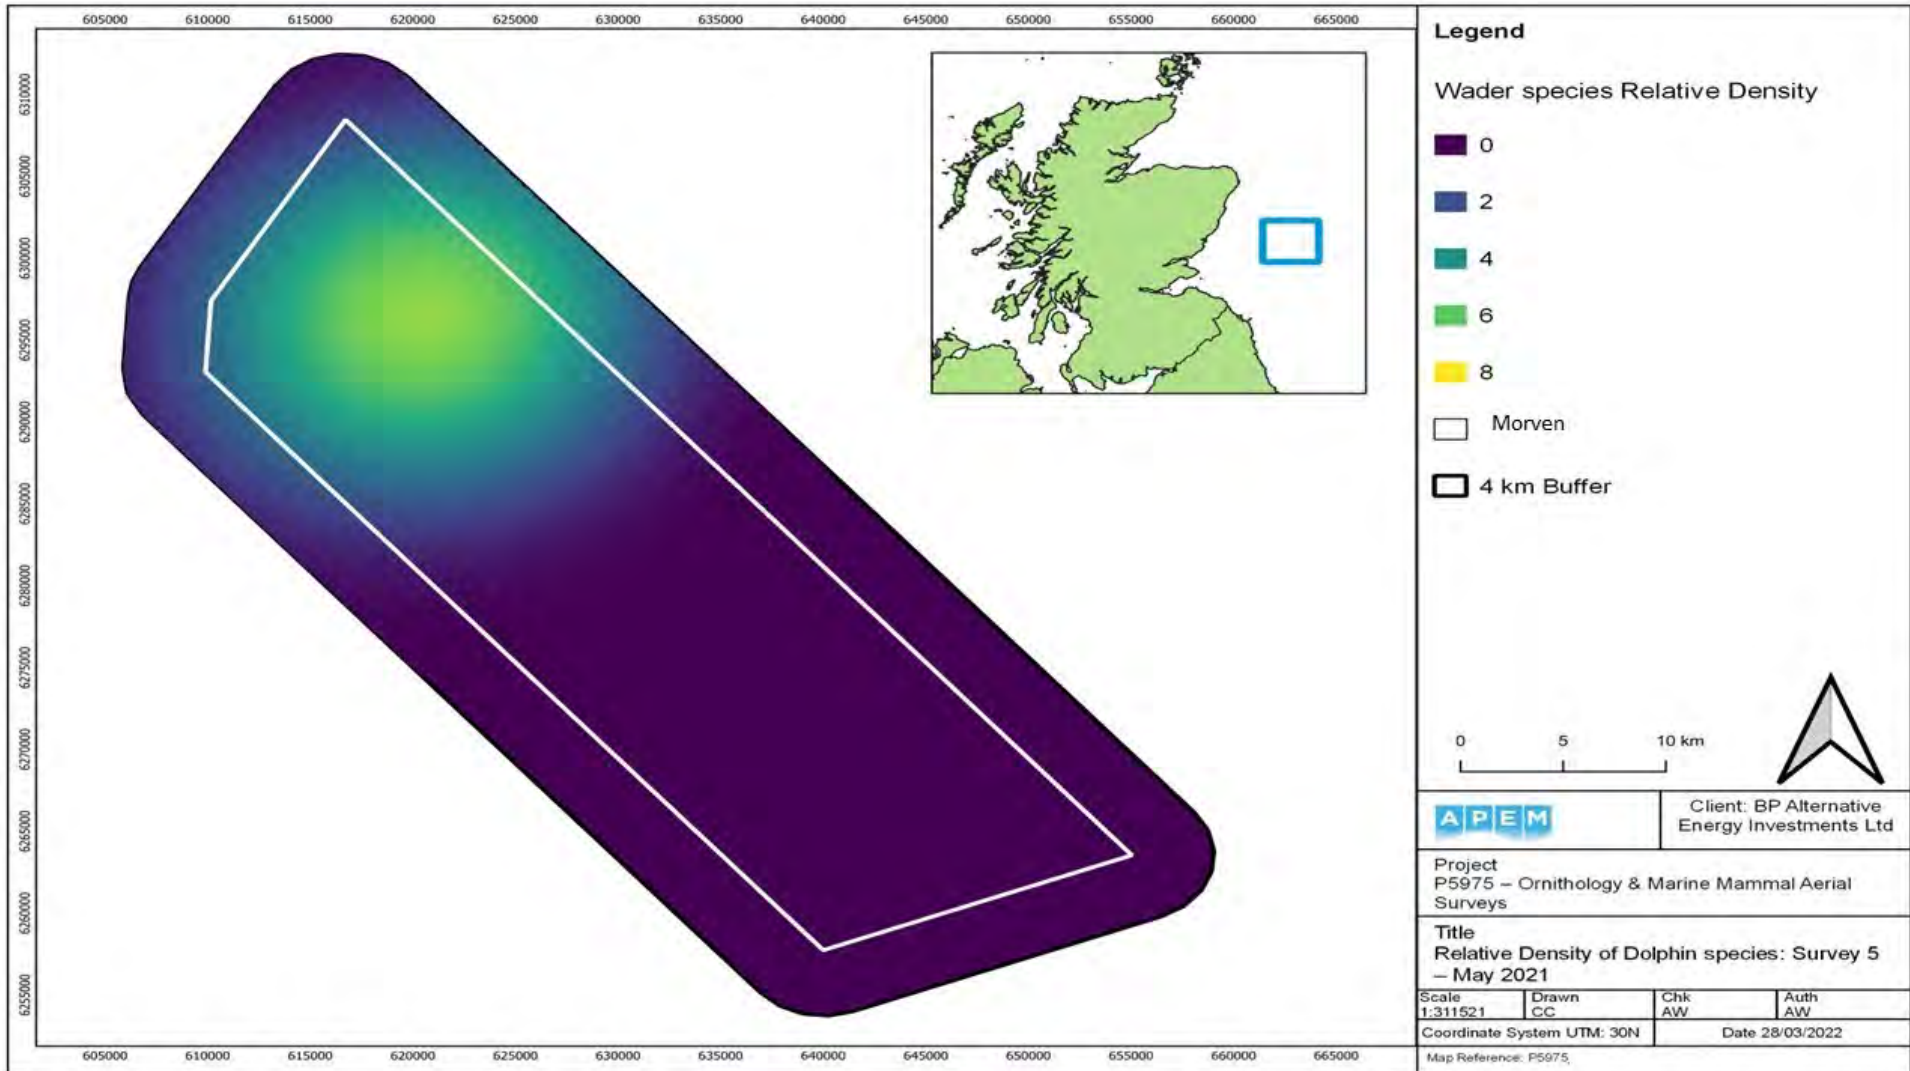 605000 610000 615000 620000 625000 630000 635000 640000 645000 650000 655000 660000 665000
6310000
6305000
6300000
6295000
6290000
6285000
6280000
6275000
6270000
6265000
6260000
6255000
605000 610000 615000 620000 625000 630000 635000 640000 645000 650000 655000 660000 665000
Legend
Wader species Relative Density
0
2
4
6
8
Morven
4 km Buffer
0 5 10 km
APEM
Client: BP Alternative
Energy Investments Ltd
Project
P5975 – Ornithology & Marine Mammal Aerial
Surveys
Title
Relative Density of Dolphin species: Survey 5
– May 2021
Scale Drawn Chk Auth
1:311521 CC AW AW
Coordinate System UTM: 30N Date 28/03/2022
Map Reference: P5975